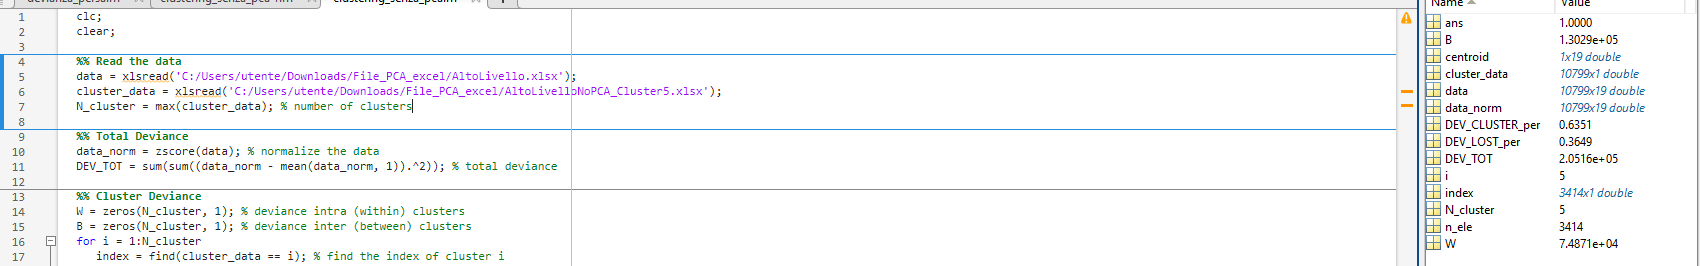 1 clc;
2 clear;
3
4 %% Read the data
5 data = xlsread('C:/Users/utente/Downloads/File_PCA_excel/AltoLivello.xlsx');
6 cluster_data = xlsread('C:/Users/utente/Downloads/File_PCA_excel/AltoLivelloNoPCA_Cluster5.xlsx');
7 N_cluster = max(cluster_data); % number of clusters
8
9 %% Total Deviance
10 data_norm = zscore(data); % normalize the data
11 DEV_TOT = sum(sum((data_norm - mean(data_norm, 1)).^2)); % total deviance
12
13 %% Cluster Deviance
14 W = zeros(N_cluster, 1); % deviance intra (within) clusters
15 B = zeros(N_cluster, 1); % deviance inter (between) clusters
16 for i = 1:N_cluster
17 index = find(cluster_data == i); % find the index of cluster i
Name Value
ans 1.0000
B 1.3029e+05
centroid 1x19 double
cluster_data 10799x1 double
data 10799x19 double
data_norm 10799x19 double
DEV_CLUSTER_per 0.6351
DEV_LOST_per 0.3649
DEV_TOT 2.0516e+05
i 5
index 3414x1 double
N_cluster 5
n_ele 3414
W 7.4871e+04